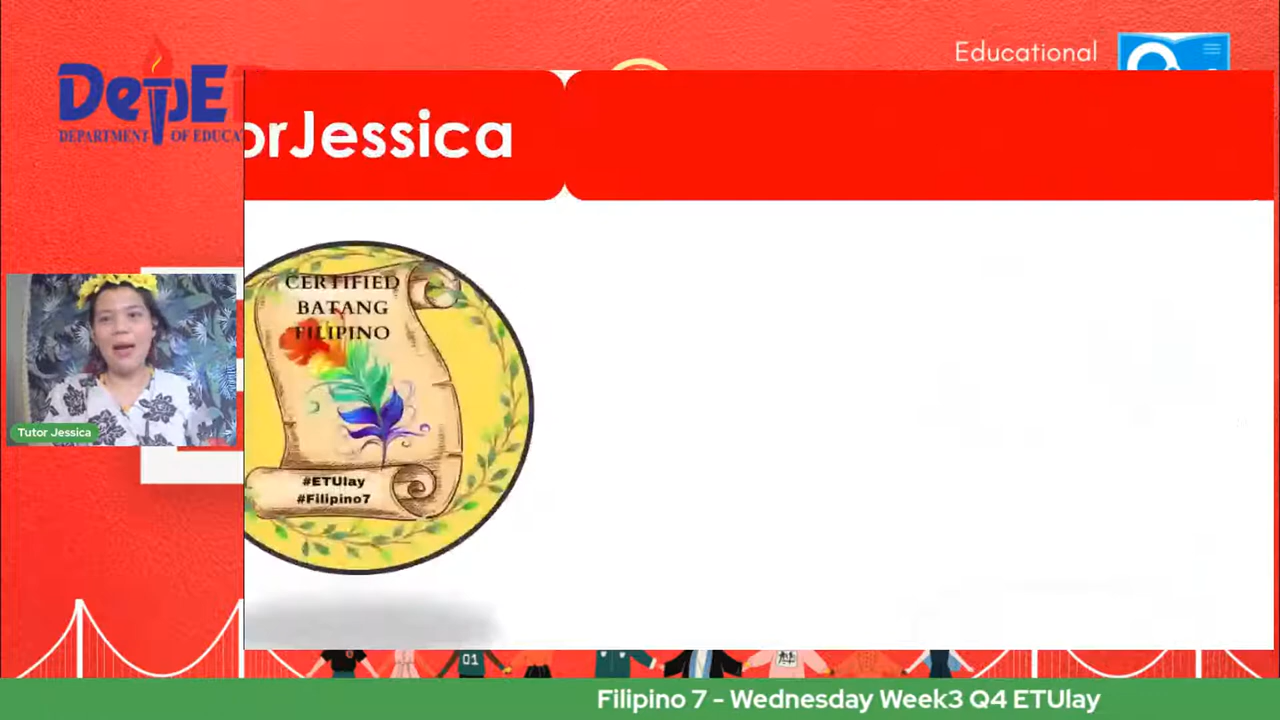 Educational
DepE
DEPARTMENT OF EDUCA
orJessica
CERTIFIED
BATANG
FILIPINO
#ETUlay
#Filipino7
Tutor Jessica
01
Filipino 7 - Wednesday Week3 Q4 ETUlay